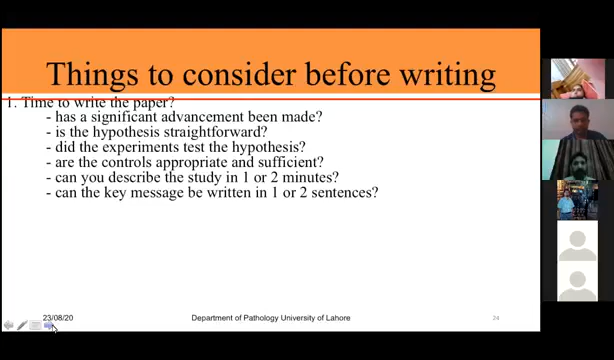 Things to consider before writing
1. Time to write the paper?
- has a significant advancement been made?
- is the hypothesis straightforward?
- did the experiments test the hypothesis?
- are the controls appropriate and sufficient?
- can you describe the study in 1 or 2 minutes?
- can the key message be written in 1 or 2 sentences?
23/08/20 Department of Pathology University of Lahore 24